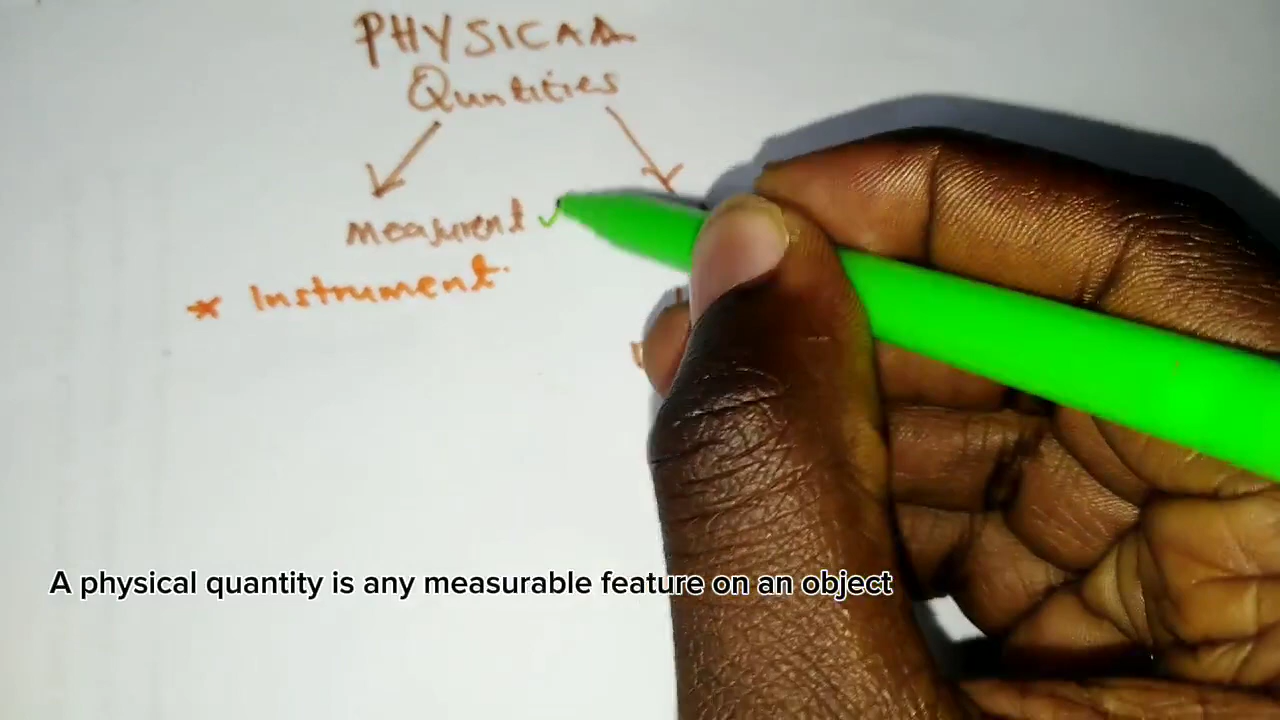 PHYSICAL
Quntities
Measurent
* Instrument.
A physical quantity is any measurable feature on an object